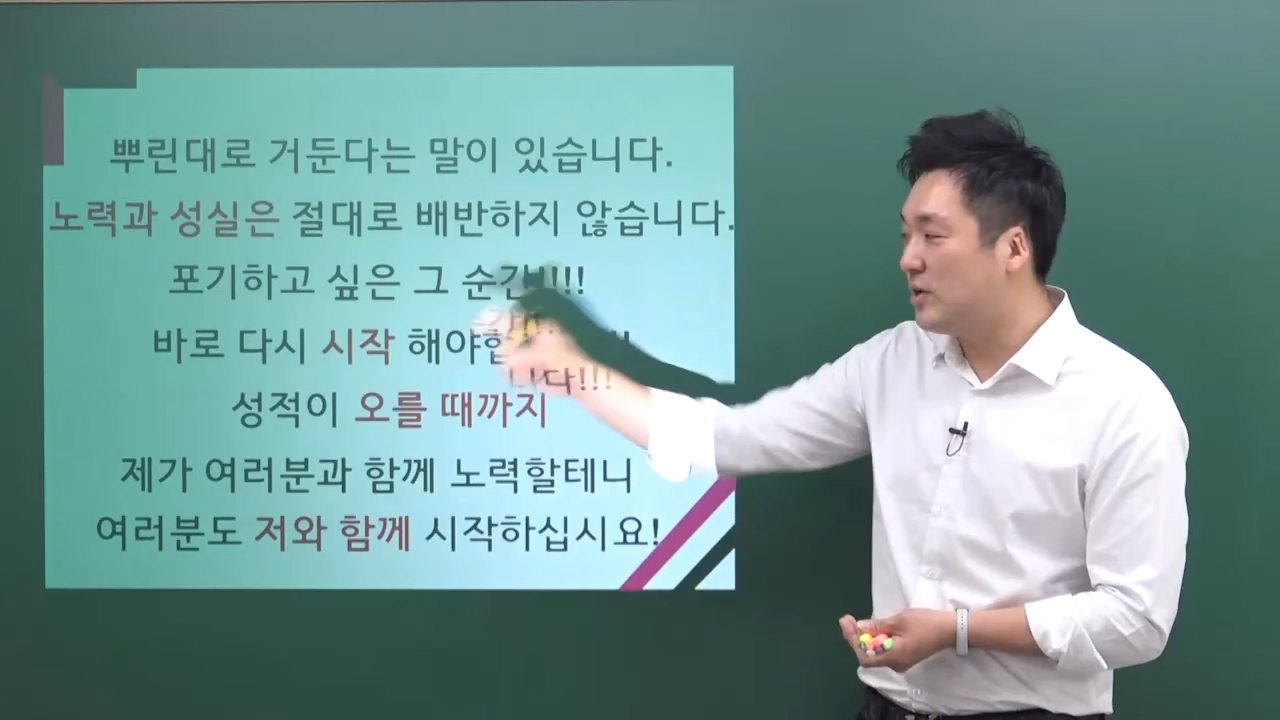 뿌린대로 거둔다는 말이 있습니다.
노력과 성실은 절대로 배반하지 않습니다.
포기하고 싶은 그 순간!!!!
바로 다시 시작
성적이 오를 때까지
제가 여러분과 함께 노력할테니
여러분도 저와 함께 시작하십시요!